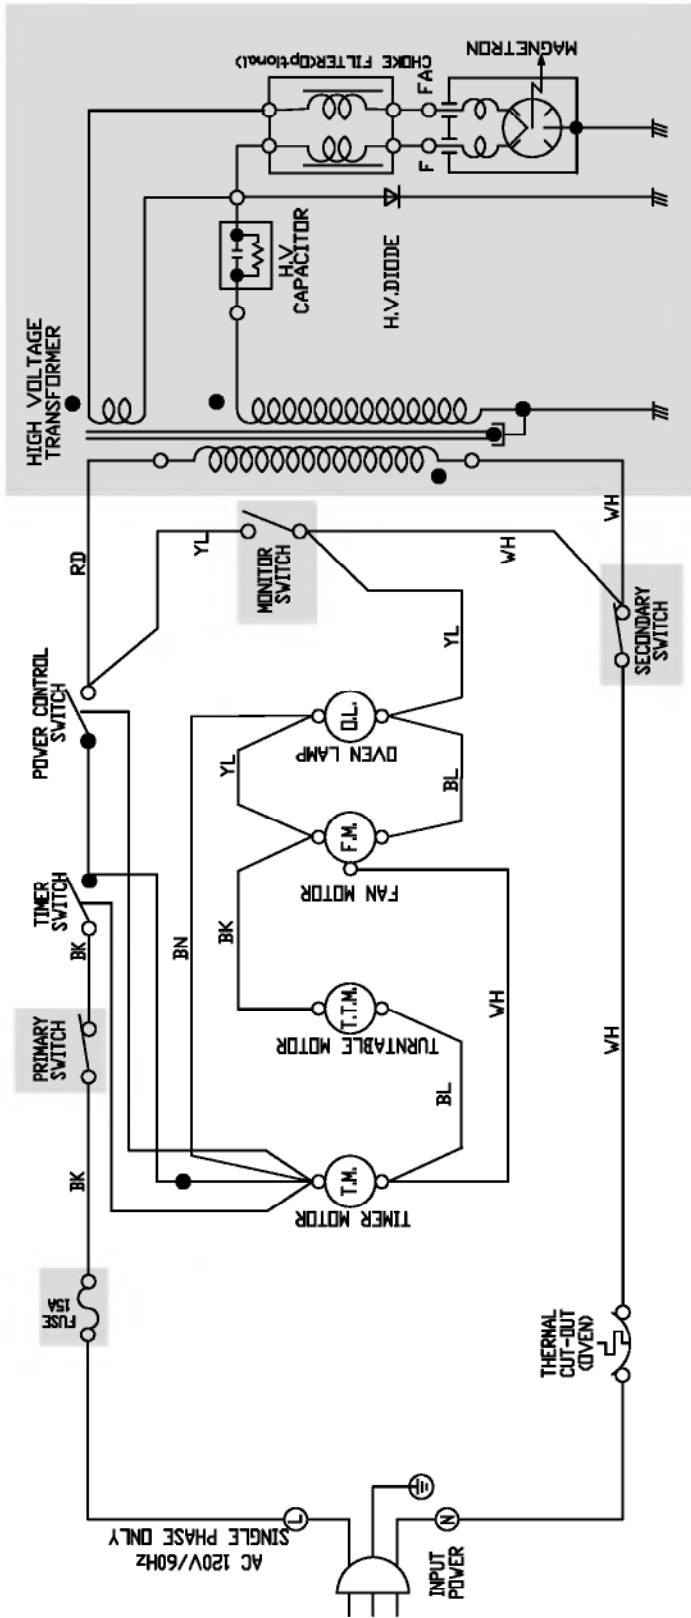 HIGH VOLTAGE
TRANSFORMER
H.V
CAPACITOR
H.V.DIODE
CHOKE FILTER(Optional)
FA
F
MAGNETRON
RD
YL
MONITOR
SWITCH
WH
WH
POWER CONTROL
SWITCH
YL
O.L.
OVEN LAMP
YL
SECONDARY
SWITCH
TIMER
SWITCH
BK
BN
BK
F.M.
FAN MOTOR
BL
PRIMARY
SWITCH
T.T.M.
TURNTABLE MOTOR
WH
WH
BK
T.M.
TIMER MOTOR
BL
FUSE
15A
THERMAL
CUT-OUT
(OVEN)
AC 120V/60Hz
SINGLE PHASE ONLY
L
N
INPUT
POWER